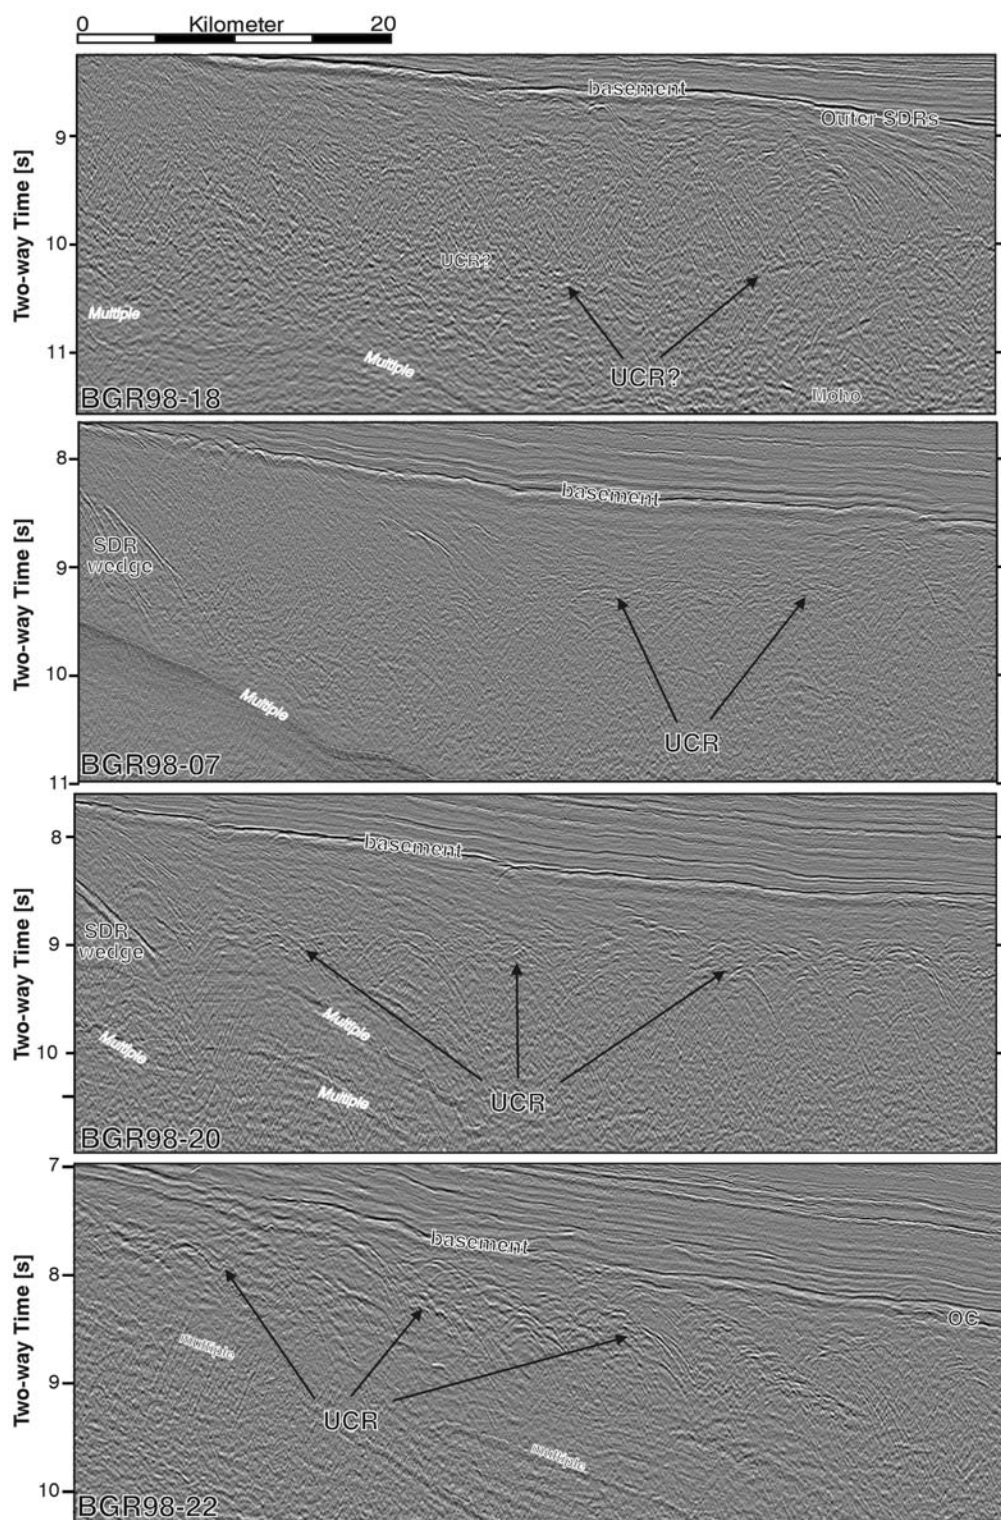 0 Kilometer 20
basement
Outer SDRs
9
Two-way Time [s]
10
UCR?
Multiple
11
Multiple
UCR?
Moho
BGR98-18
8
basement
SDR
wedge
9
Two-way Time [s]
10
Multiple
UCR
BGR98-07
11
8
basement
SDR
wedge
9
Two-way Time [s]
Multiple
Multiple
10
Multiple
UCR
BGR98-20
7
basement
8
OC
Two-way Time [s]
multiple
9
UCR
multiple
10
BGR98-22